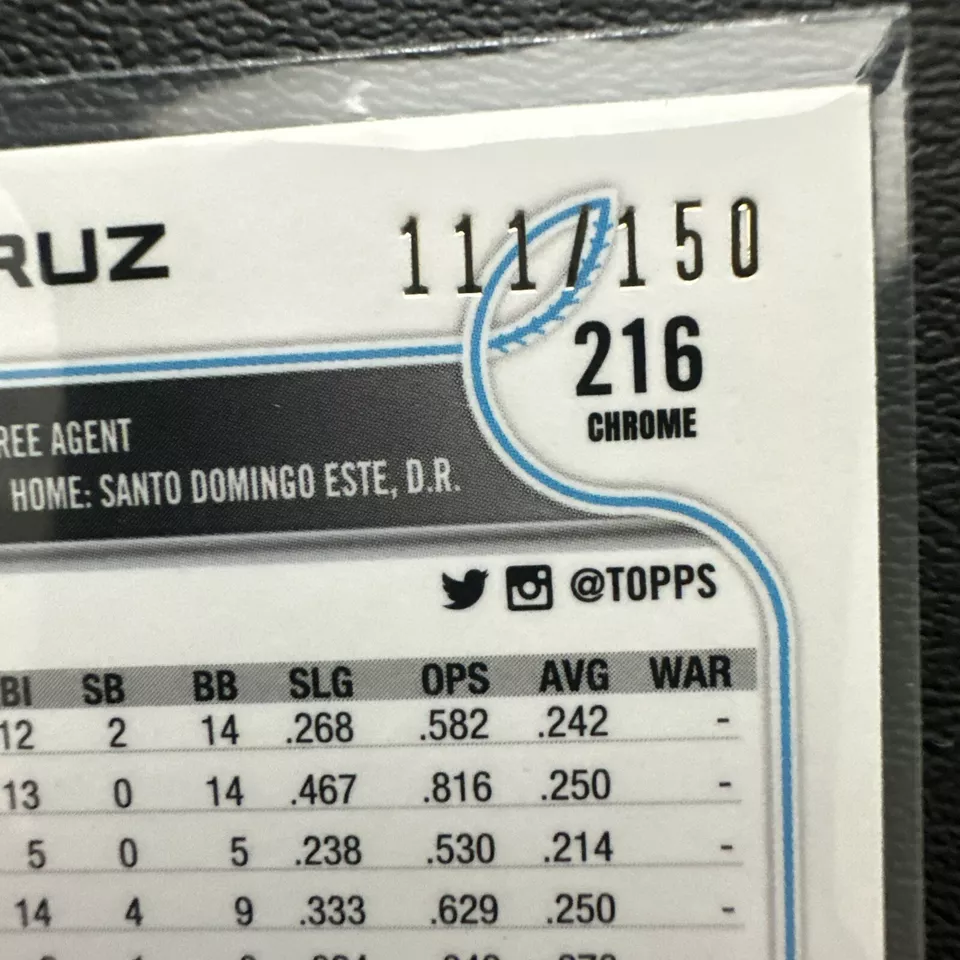 RUZ
111/150
216
CHROME
REE AGENT
HOME: SANTO DOMINGO ESTE, D.R.
@TOPPS
BI SB BB SLG OPS AVG WAR
12 2 14 .268 .582 .242 -
13 0 14 .467 .816 .250 -
5 0 5 .238 .530 .214 -
14 4 9 .333 .629 .250 -